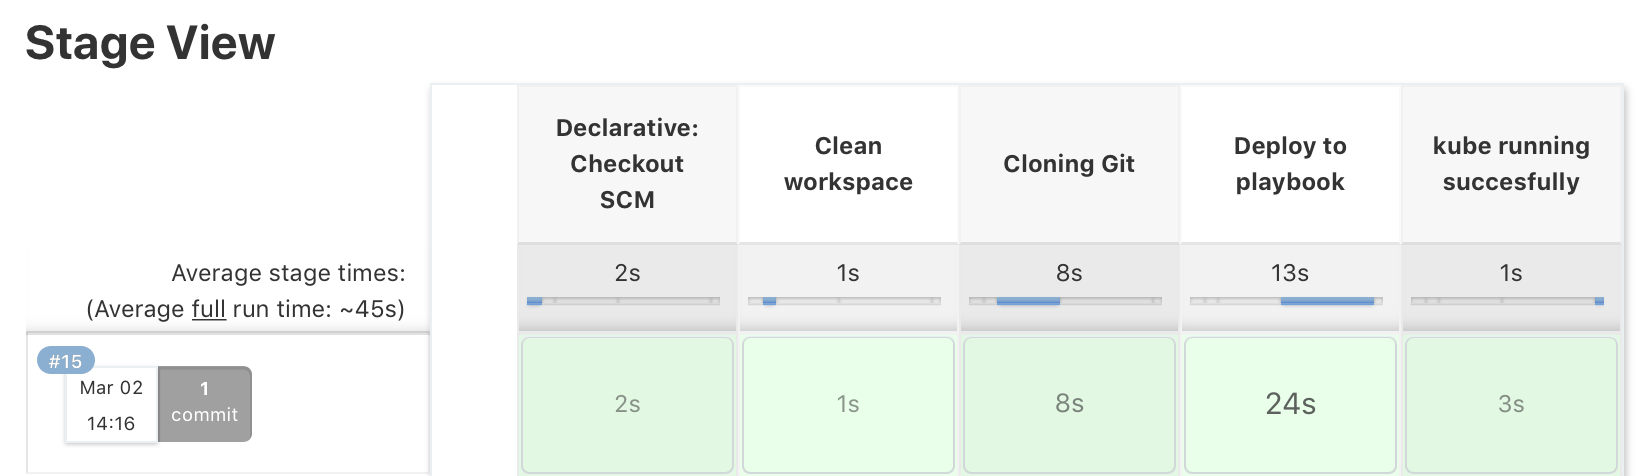 Stage View
Declarative:
Checkout
SCM
Clean
workspace
Cloning Git
Deploy to
playbook
kube running
succesfully
Average stage times:
(Average full run time: ~45s)
2s
1s
8s
13s
1s
#15
Mar 02
14:16
1
commit
2s
1s
8s
24s
3s